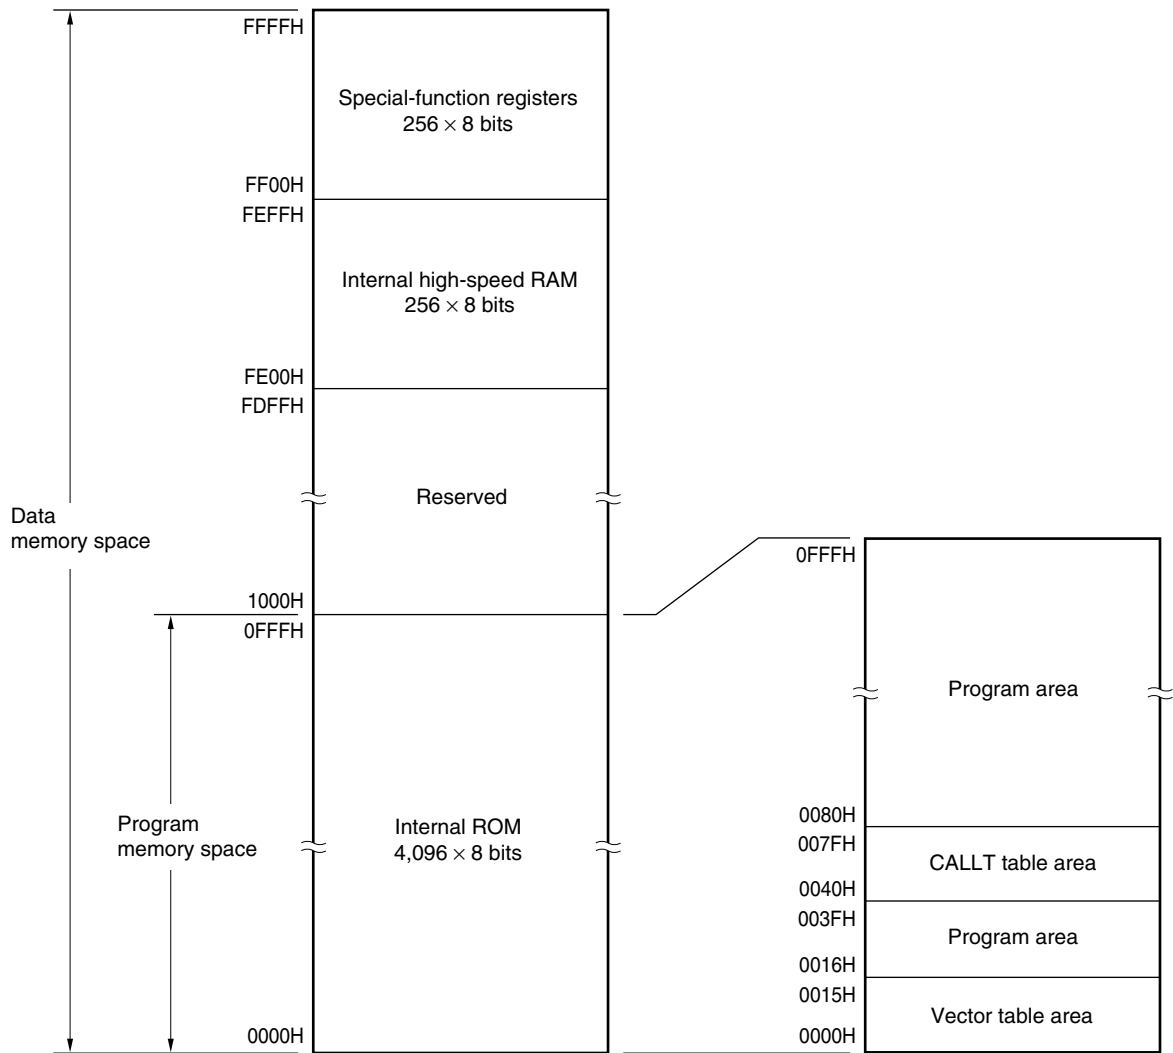 FFFFH
Special-function registers
256 × 8 bits
FF00H
FEFFH
Internal high-speed RAM
256 × 8 bits
FE00H
FDFFH
Reserved
Data
memory space
1000H
0FFFH
Program
memory space
Internal ROM
4,096 × 8 bits
0000H
0FFFH
Program area
0080H
007FH
CALLT table area
0040H
003FH
Program area
0016H
0015H
Vector table area
0000H